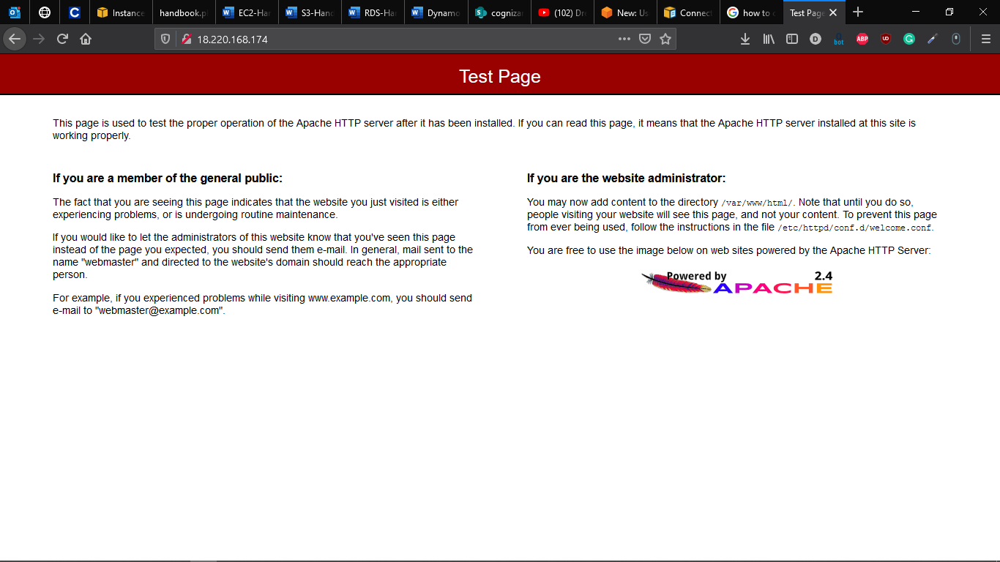 Instance
handbook.p
EC2-Har
S3-Hand
RDS-Ha
Dynamo
cogniza
(102) Dr
New: Us
Connect
how to
Test Page
18.220.168.174
bot
ABP
Test Page
This page is used to test the proper operation of the Apache HTTP server after it has been installed. If you can read this page, it means that the Apache HTTP server installed at this site is
working properly.
If you are a member of the general public:
The fact that you are seeing this page indicates that the website you just visited is either
experiencing problems, or is undergoing routine maintenance.
If you would like to let the administrators of this website know that you've seen this page
instead of the page you expected, you should send them e-mail. In general, mail sent to the
name "webmaster" and directed to the website's domain should reach the appropriate
person.
For example, if you experienced problems while visiting www.example.com, you should send
e-mail to "webmaster@example.com".
If you are the website administrator:
You may now add content to the directory /var/www/html/. Note that until you do so,
people visiting your website will see this page, and not your content. To prevent this page
from ever being used, follow the instructions in the file /etc/httpd/conf.d/welcome.conf.
You are free to use the image below on web sites powered by the Apache HTTP Server:
Powered by 2.4
APACHE